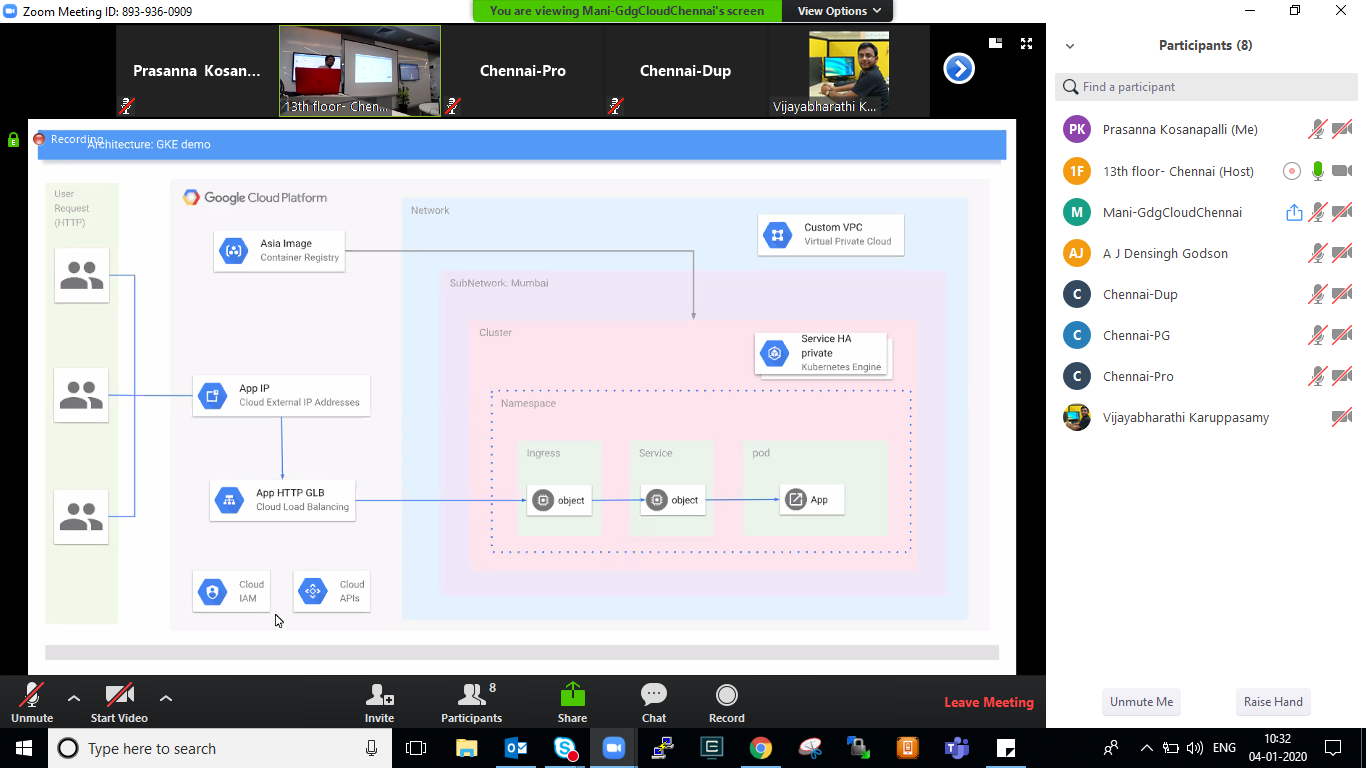 Zoom Meeting ID: 893-936-0909
You are viewing Mani-GdgCloudChennai's screen
View Options
Prasanna Kosan...
13th floor- Chen...
Chennai-Pro
Chennai-Dup
Vijayabharathi K...
Recording
Architecture: GKE demo
User
Request
(HTTP)
Google Cloud Platform
Asia Image
Container Registry
Network
Custom VPC
Virtual Private Cloud
SubNetwork: Mumbai
Cluster
Service HA
private
Kubernetes Engine
App IP
Cloud External IP Addresses
Namespace
Ingress
Service
pod
App HTTP GLB
Cloud Load Balancing
object
object
App
Cloud
IAM
Cloud
APIs
Participants (8)
Find a participant
PK Prasanna Kosanapalli (Me)
1F 13th floor- Chennai (Host)
M Mani-GdgCloudChennai
AJ A J Densingh Godson
C Chennai-Dup
C Chennai-PG
C Chennai-Pro
Vijayabharathi Karuppasamy
Unmute Me
Raise Hand
Unmute
Start Video
Invite
Participants
8
Share
Chat
Record
Leave Meeting
Type here to search
ENG
10:32
04-01-2020